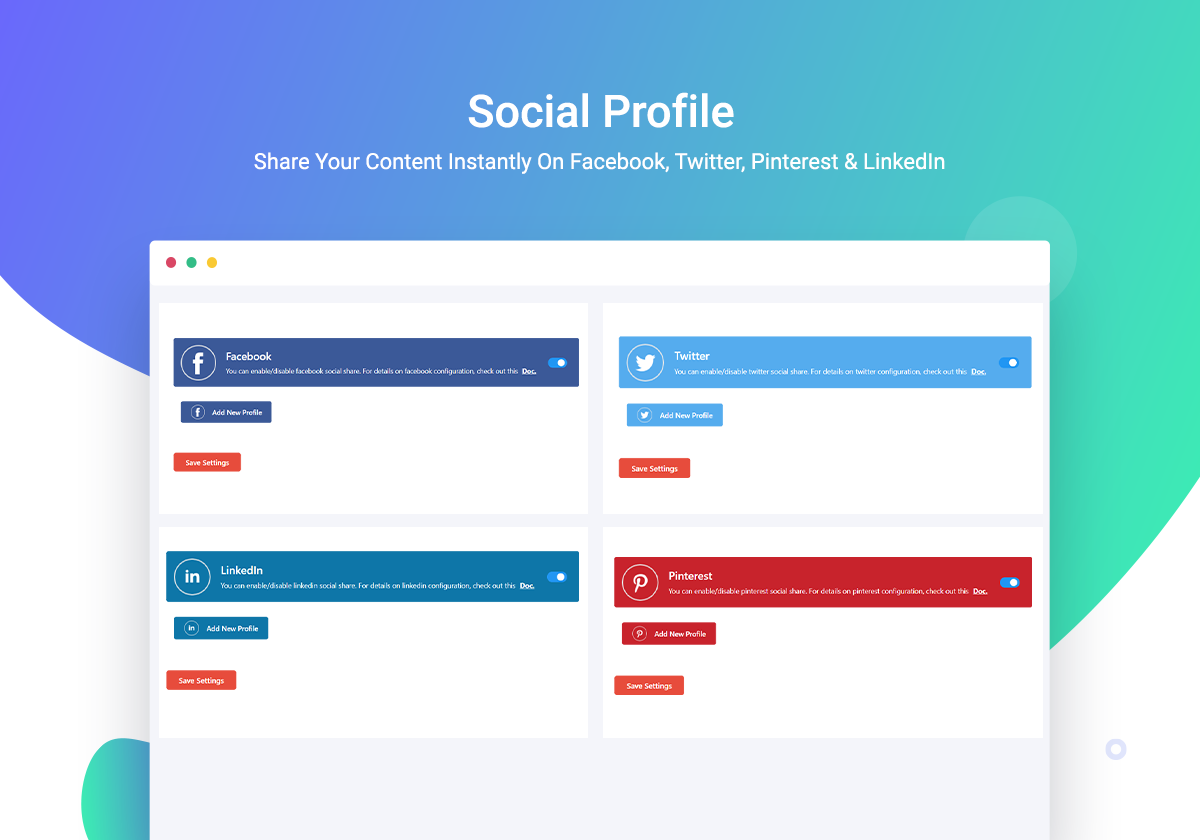 Social Profile
Share Your Content Instantly On Facebook, Twitter, Pinterest & LinkedIn
Facebook
You can enable/disable facebook social share. For details on facebook configuration, check out this Doc.
Add New Profile
Save Settings
Twitter
You can enable/disable twitter social share. For details on twitter configuration, check out this Doc.
Add New Profile
Save Settings
LinkedIn
You can enable/disable linkedin social share. For details on linkedin configuration, check out this Doc.
Add New Profile
Save Settings
Pinterest
You can enable/disable pinterest social share. For details on pinterest configuration, check out this Doc.
Add New Profile
Save Settings